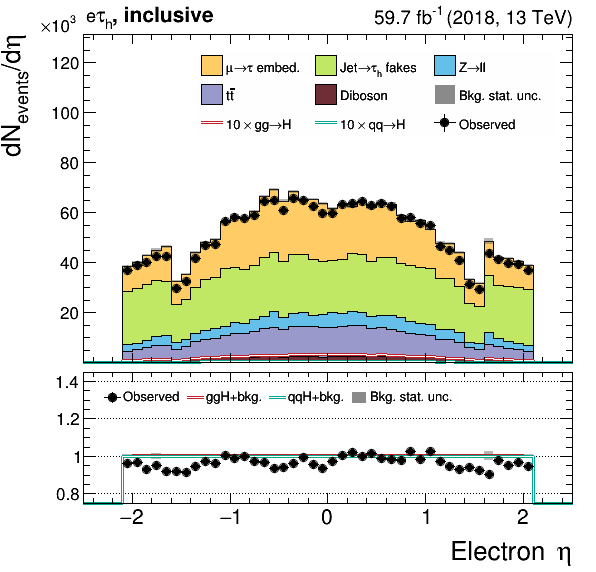 ×10³ eτₕ, inclusive 59.7 fb⁻¹ (2018, 13 TeV)
dN_events/dη
120
100
80
60
40
20
μ→τ embed. Jet→τₕ fakes Z→ll
tt̅ Diboson Bkg. stat. unc.
10 × gg→H 10 × qq→H Observed
1.4
1.2
1
0.8
Observed ggH+bkg. qqH+bkg. Bkg. stat. unc.
−2 −1 0 1 2
Electron η